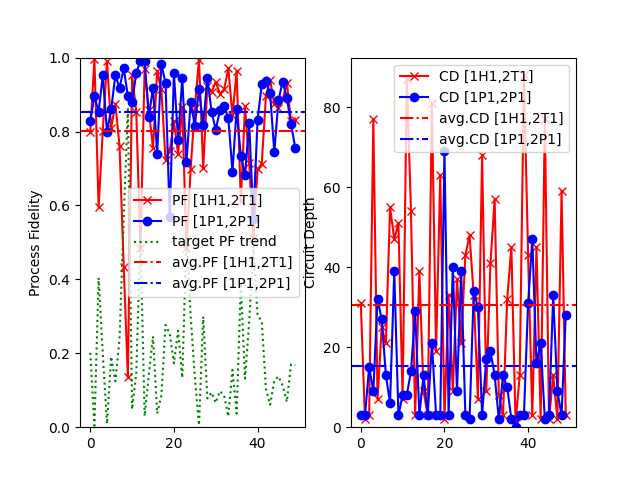 1.0
0.8
0.6
0.4
0.2
0.0
Process Fidelity
0
20
40
PF [1H1,2T1]
PF [1P1,2P1]
target PF trend
avg.PF [1H1,2T1]
avg.PF [1P1,2P1]
80
60
40
20
0
Circuit Depth
0
20
40
CD [1H1,2T1]
CD [1P1,2P1]
avg.CD [1H1,2T1]
avg.CD [1P1,2P1]